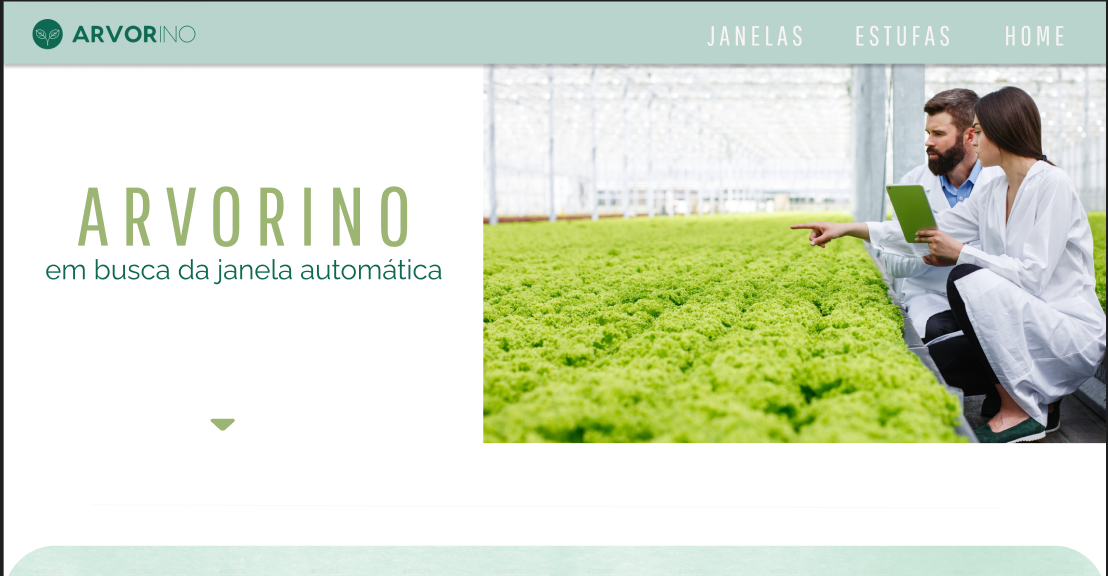 ARVORINO
JANELAS
ESTUFAS
HOME
ARVORINO
em busca da janela automática